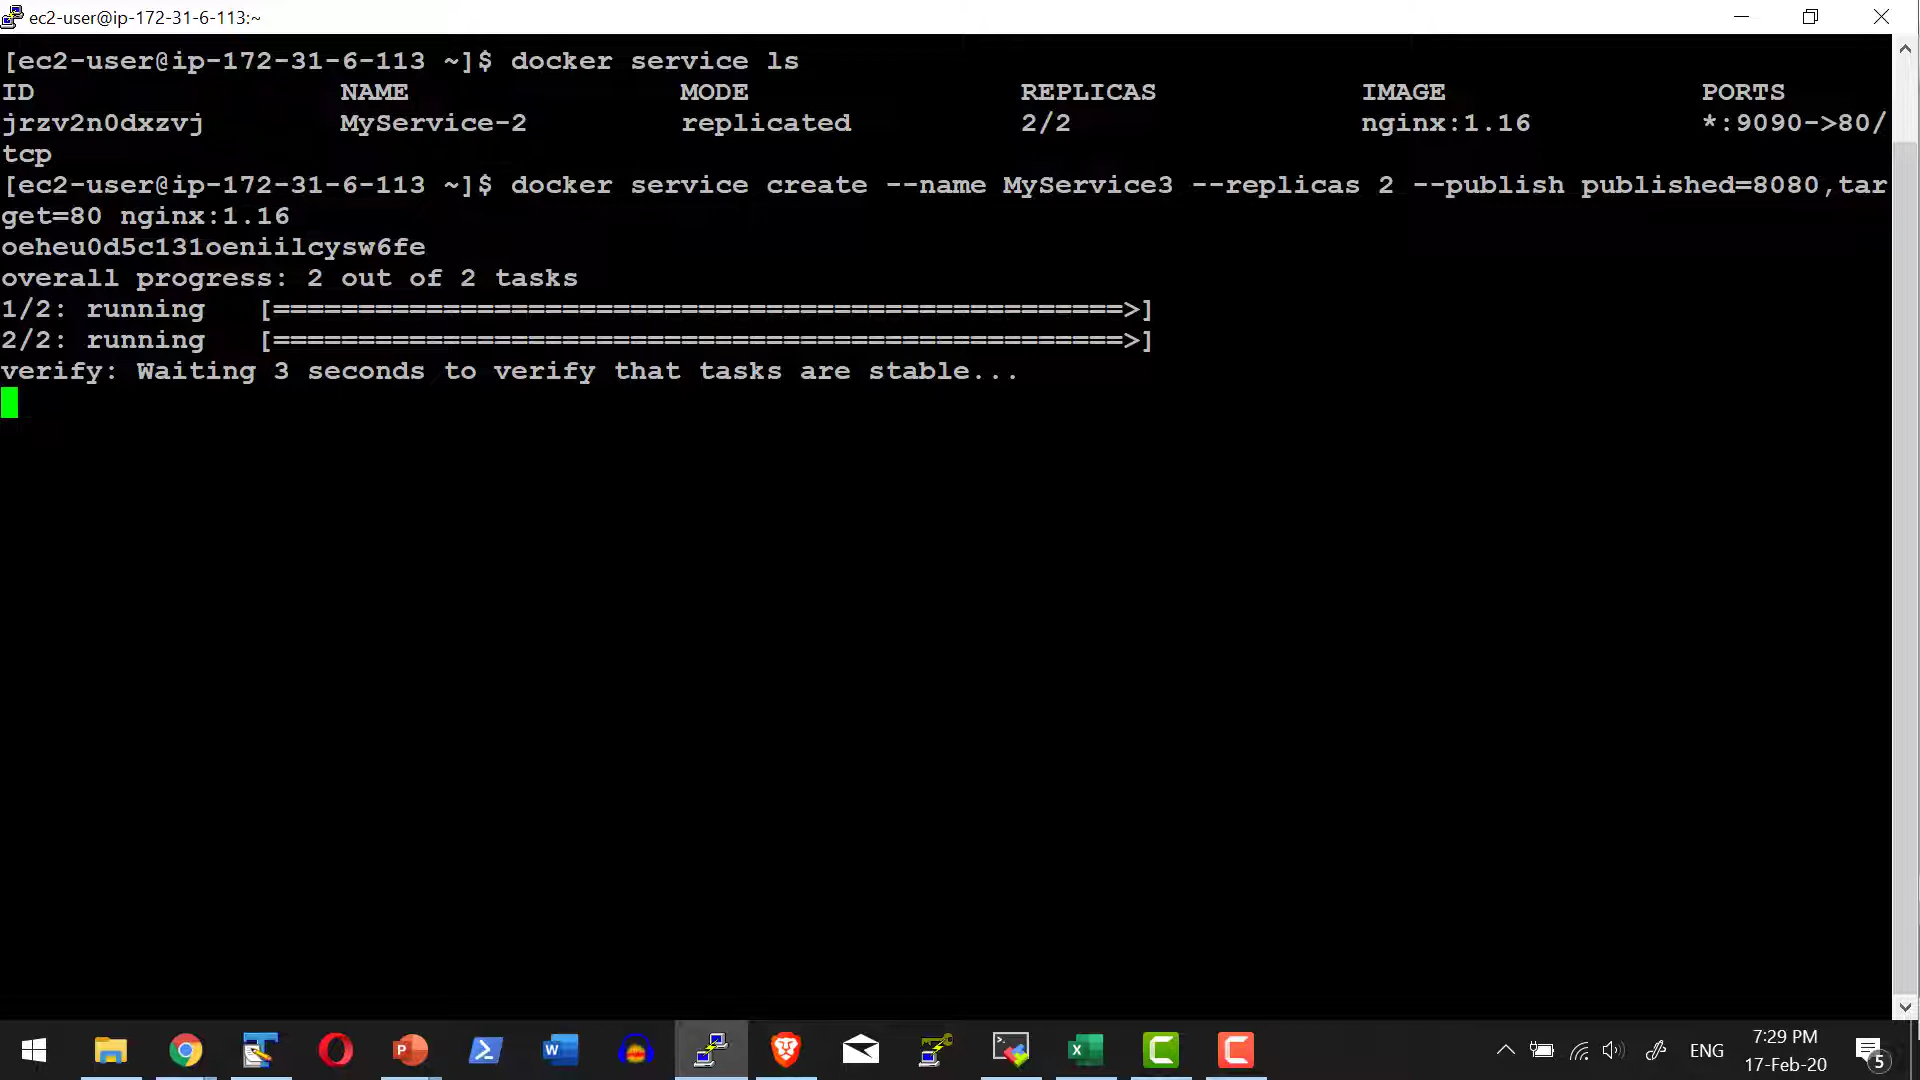 ec2-user@ip-172-31-6-113:~
[ec2-user@ip-172-31-6-113 ~]$ docker service ls
ID NAME MODE REPLICAS IMAGE PORTS
jrzv2n0dxzvj MyService-2 replicated 2/2 nginx:1.16 *:9090->80/
tcp
[ec2-user@ip-172-31-6-113 ~]$ docker service create --name MyService3 --replicas 2 --publish published=8080,tar
get=80 nginx:1.16
oeheu0d5c131oeniilcysw6fe
overall progress: 2 out of 2 tasks
1/2: running [==================================================>]
2/2: running [==================================================>]
verify: Waiting 3 seconds to verify that tasks are stable...
ENG
7:29 PM
17-Feb-20
5